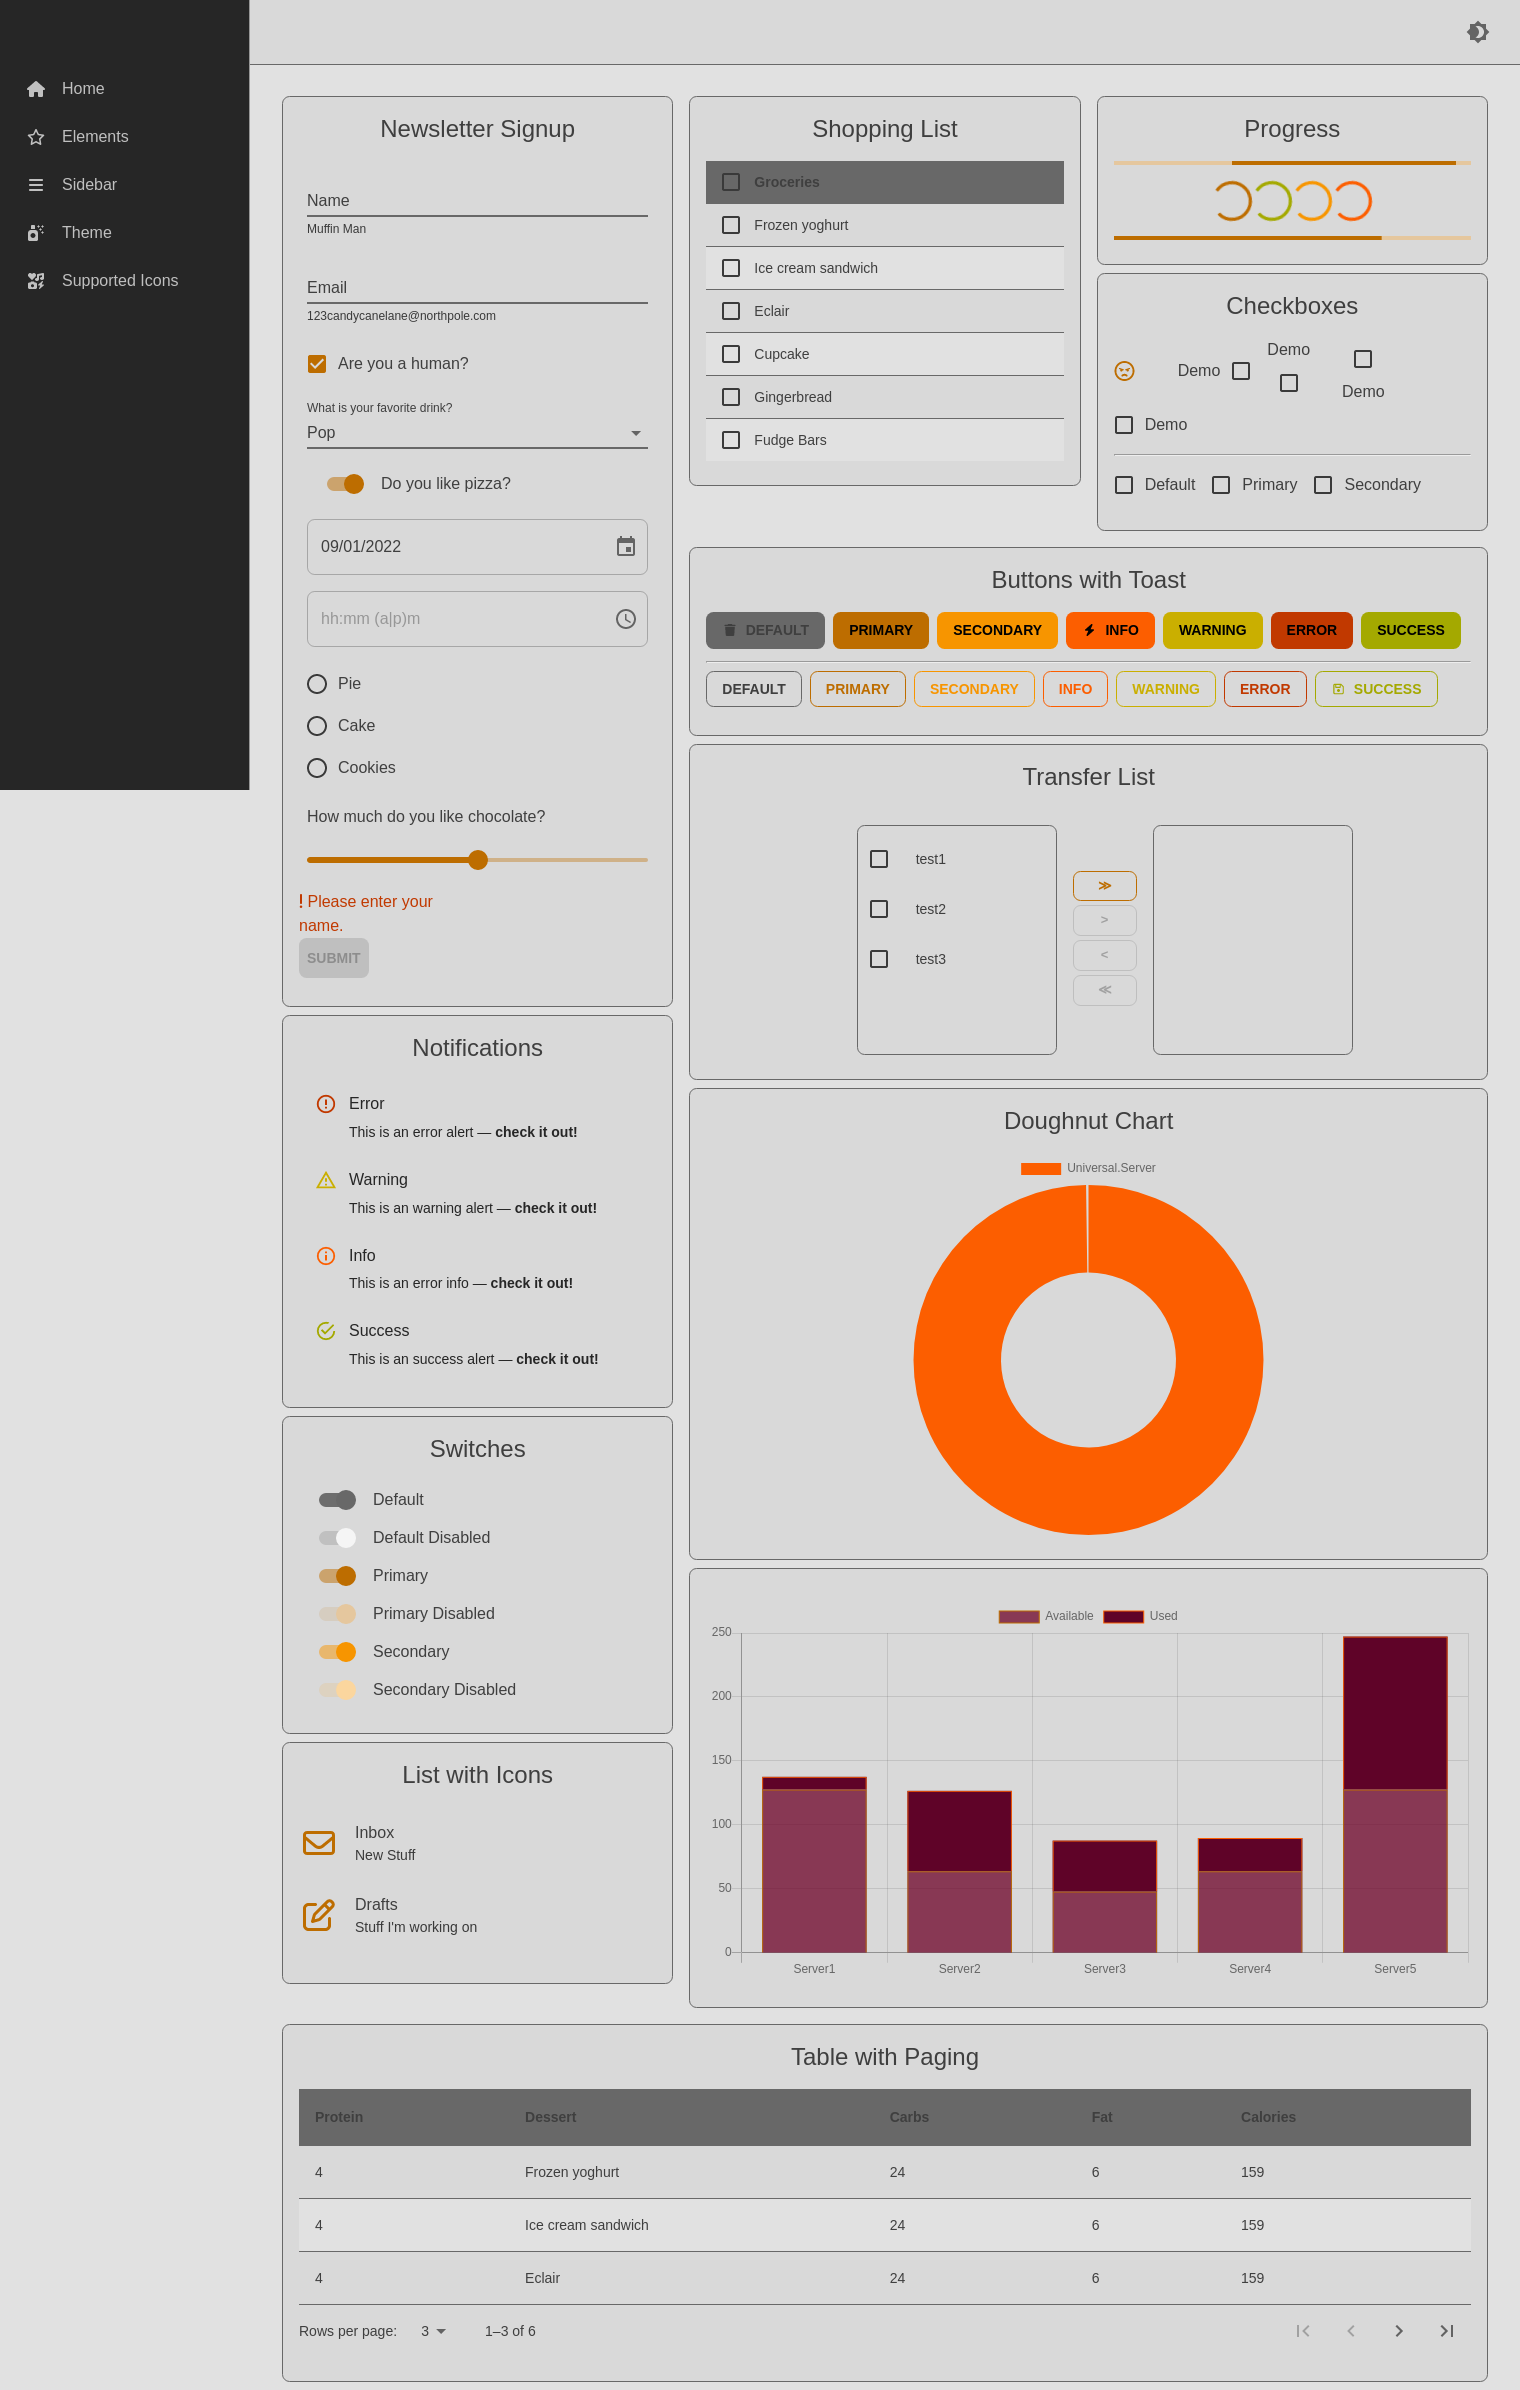 Home
Elements
Sidebar
Theme
Supported Icons
Newsletter Signup
Name
Muffin Man
Email
123candycanelane@northpole.com
Are you a human?
What is your favorite drink?
Pop
Do you like pizza?
09/01/2022
hh:mm (a|p)m
Pie
Cake
Cookies
How much do you like chocolate?
! Please enter your
name.
SUBMIT
Shopping List
Groceries
Frozen yoghurt
Ice cream sandwich
Eclair
Cupcake
Gingerbread
Fudge Bars
Progress
Checkboxes
Demo
Demo
Demo
Demo
Default Primary Secondary
Buttons with Toast
DEFAULT PRIMARY SECONDARY INFO WARNING ERROR SUCCESS
DEFAULT PRIMARY SECONDARY INFO WARNING ERROR SUCCESS
Transfer List
test1
test2
test3
≫
>
<
≪
Notifications
Error
This is an error alert — check it out!
Warning
This is an warning alert — check it out!
Info
This is an error info — check it out!
Success
This is an success alert — check it out!
Doughnut Chart
Universal.Server
Switches
Default
Default Disabled
Primary
Primary Disabled
Secondary
Secondary Disabled
List with Icons
Inbox
New Stuff
Drafts
Stuff I'm working on
Available Used
250
200
150
100
50
0
Server1 Server2 Server3 Server4 Server5
Table with Paging
Protein Dessert Carbs Fat Calories
4 Frozen yoghurt 24 6 159
4 Ice cream sandwich 24 6 159
4 Eclair 24 6 159
Rows per page: 3 1–3 of 6